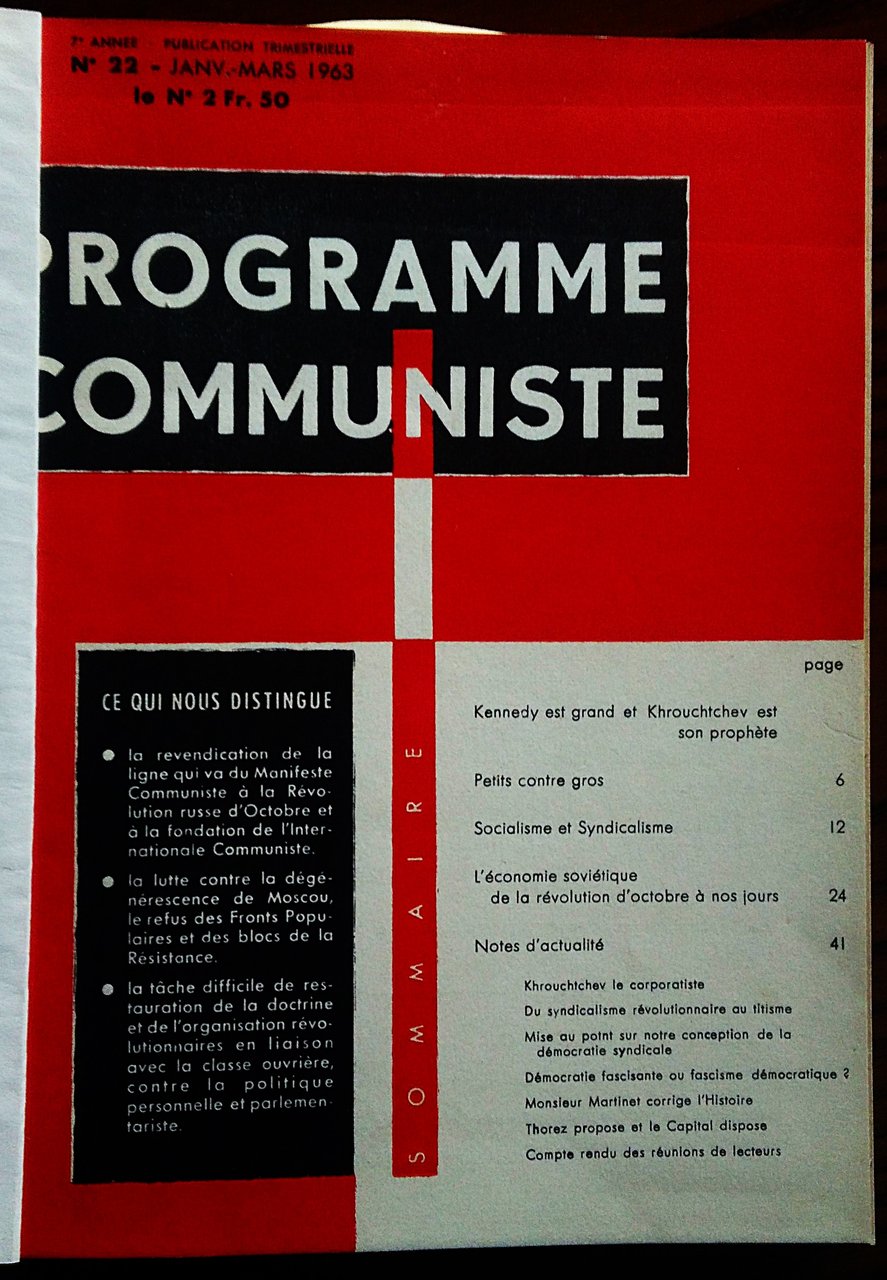 7e ANNÉE - PUBLICATION TRIMESTRIELLE
N° 22 - JANV.-MARS 1963
le N° 2 Fr. 50
PROGRAMME
COMMUNISTE
CE QUI NOUS DISTINGUE
● la revendication de la
ligne qui va du Manifeste
Communiste à la Révo-
lution russe d'Octobre et
à la fondation de l'Inter-
nationale Communiste.
● la lutte contre la dégé-
nérescence de Moscou,
le refus des Fronts Popu-
laires et des blocs de la
Résistance.
● la tâche difficile de res-
tauration de la doctrine
et de l'organisation révo-
lutionnaires en liaison
avec la classe ouvrière,
contre la politique
personnelle et parlemen-
tariste.
SOMMAIRE
page
Kennedy est grand et Khrouchtchev est
son prophète
Petits contre gros 6
Socialisme et Syndicalisme 12
L'économie soviétique
de la révolution d'octobre à nos jours 24
Notes d'actualité 41
Khrouchtchev le corporatiste
Du syndicalisme révolutionnaire au titisme
Mise au point sur notre conception de la
démocratie syndicale
Démocratie fascisante ou fascisme démocratique ?
Monsieur Martinet corrige l'Histoire
Thorez propose et le Capital dispose
Compte rendu des réunions de lecteurs